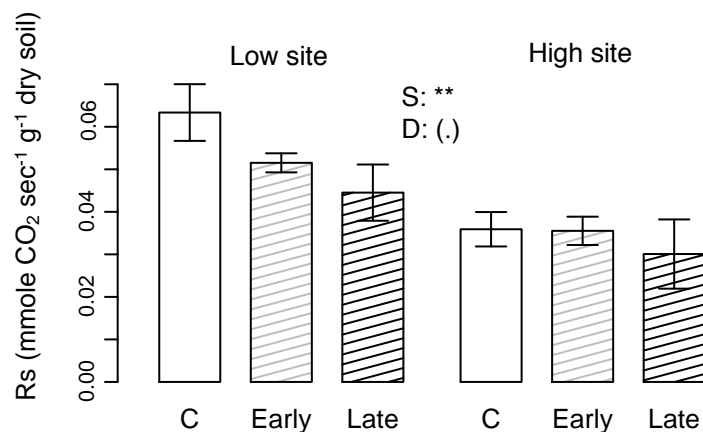 Low site
High site
S: **
D: (.)
Rs (mmole CO₂ sec⁻¹ g⁻¹ dry soil)
0.06
0.04
0.02
0.00
C Early Late C Early Late